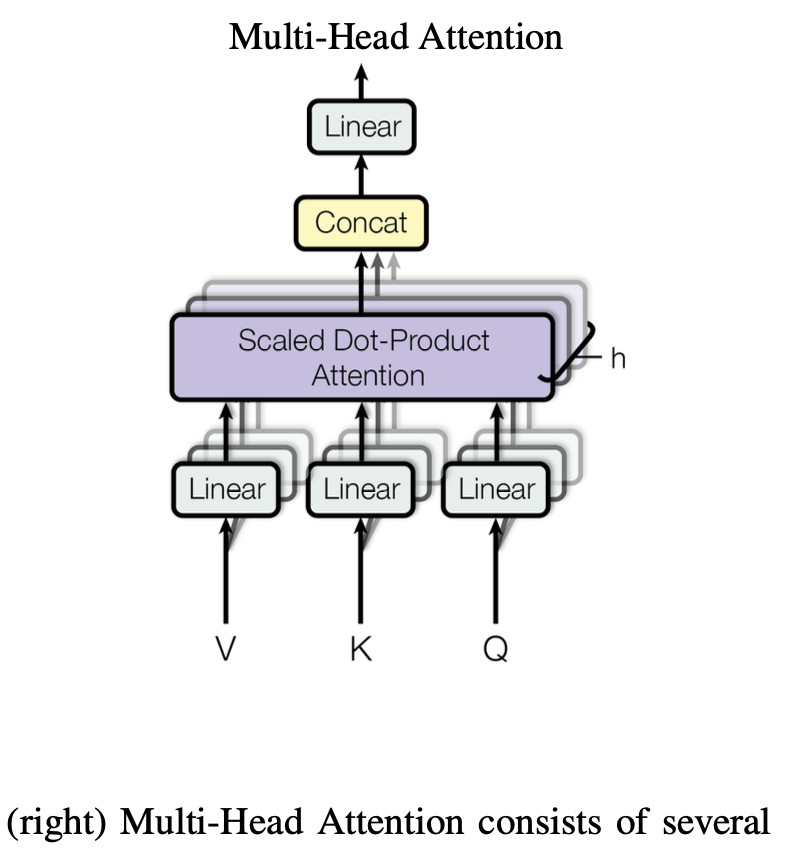 Multi-Head Attention
Linear
Concat
Scaled Dot-Product
Attention
h
Linear Linear Linear
V K Q
(right) Multi-Head Attention consists of several